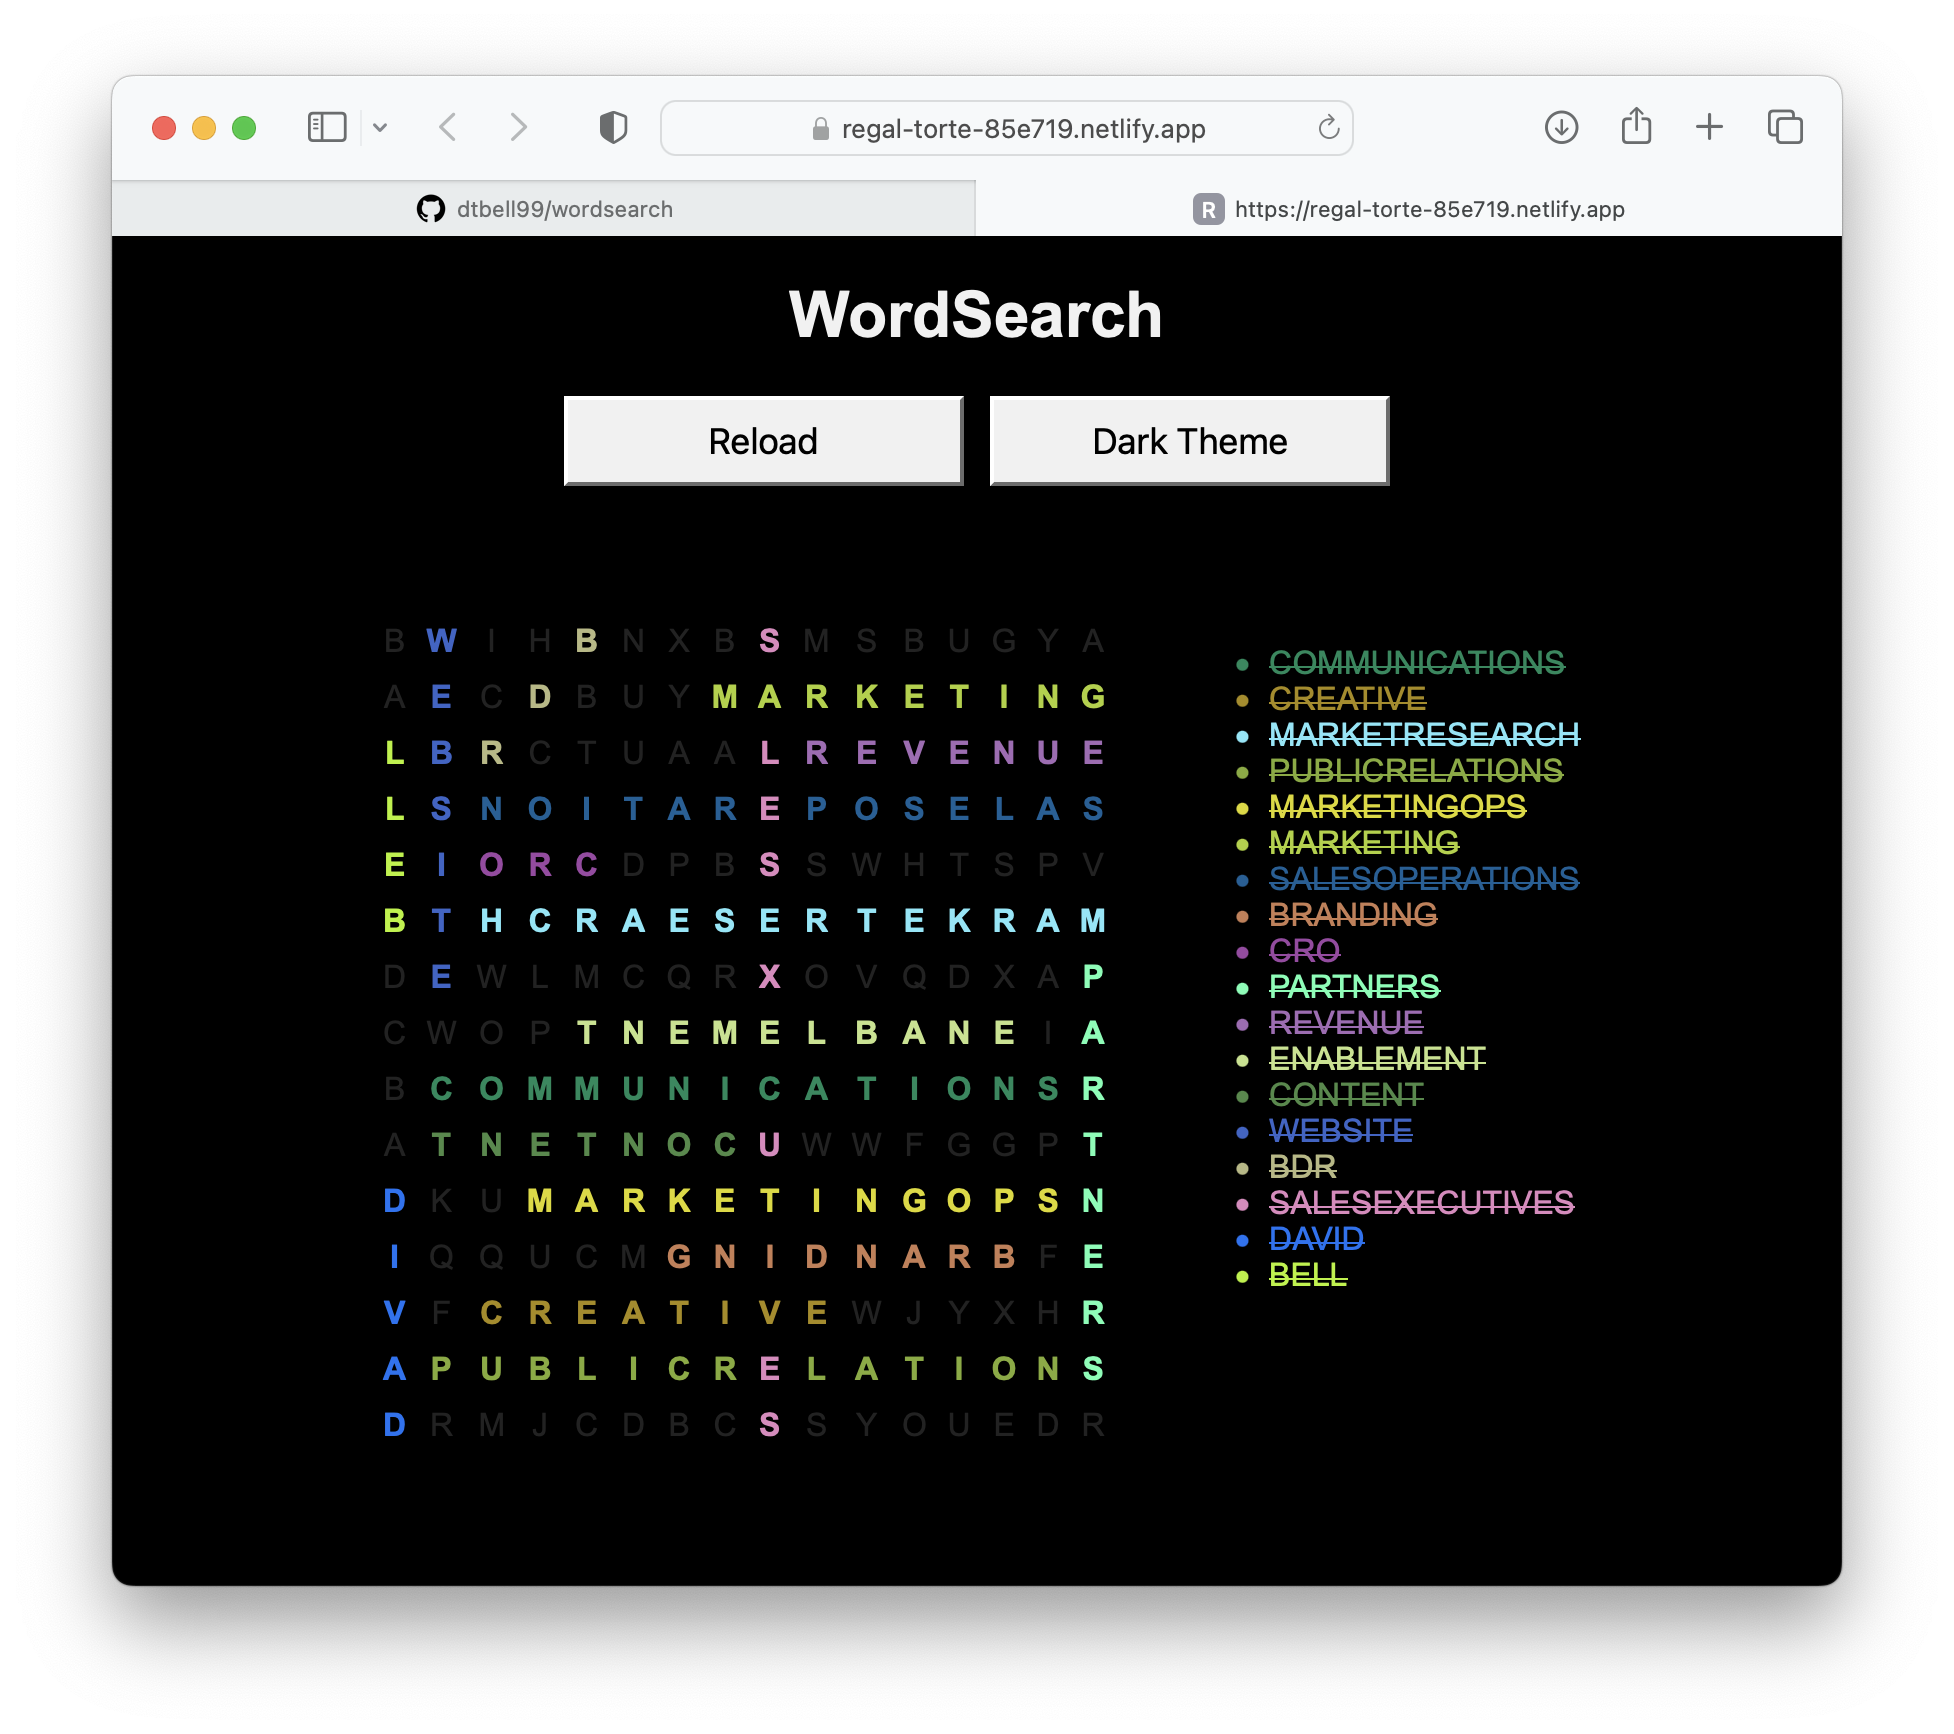 regal-torte-85e719.netlify.app
dtbell99/wordsearch
R https://regal-torte-85e719.netlify.app
WordSearch
Reload Dark Theme
B W I H B N X B S M S B U G Y A
A E C D B U Y M A R K E T I N G
L B R C T U A A L R E V E N U E
L S N O I T A R E P O S E L A S
E I O R C D P B S S W H T S P V
B T H C R A E S E R T E K R A M
D E W L M C Q R X O V Q D X A P
C W O P T N E M E L B A N E I A
B C O M M U N I C A T I O N S R
A T N E T N O C U W W F G G P T
D K U M A R K E T I N G O P S N
I Q Q U C M G N I D N A R B F E
V F C R E A T I V E W J Y X H R
A P U B L I C R E L A T I O N S
D R M J C D B C S S Y O U E D R
COMMUNICATIONS
CREATIVE
MARKETRESEARCH
PUBLICRELATIONS
MARKETINGOPS
MARKETING
SALESOPERATIONS
BRANDING
CRO
PARTNERS
REVENUE
ENABLEMENT
CONTENT
WEBSITE
BDR
SALESEXECUTIVES
DAVID
BELL